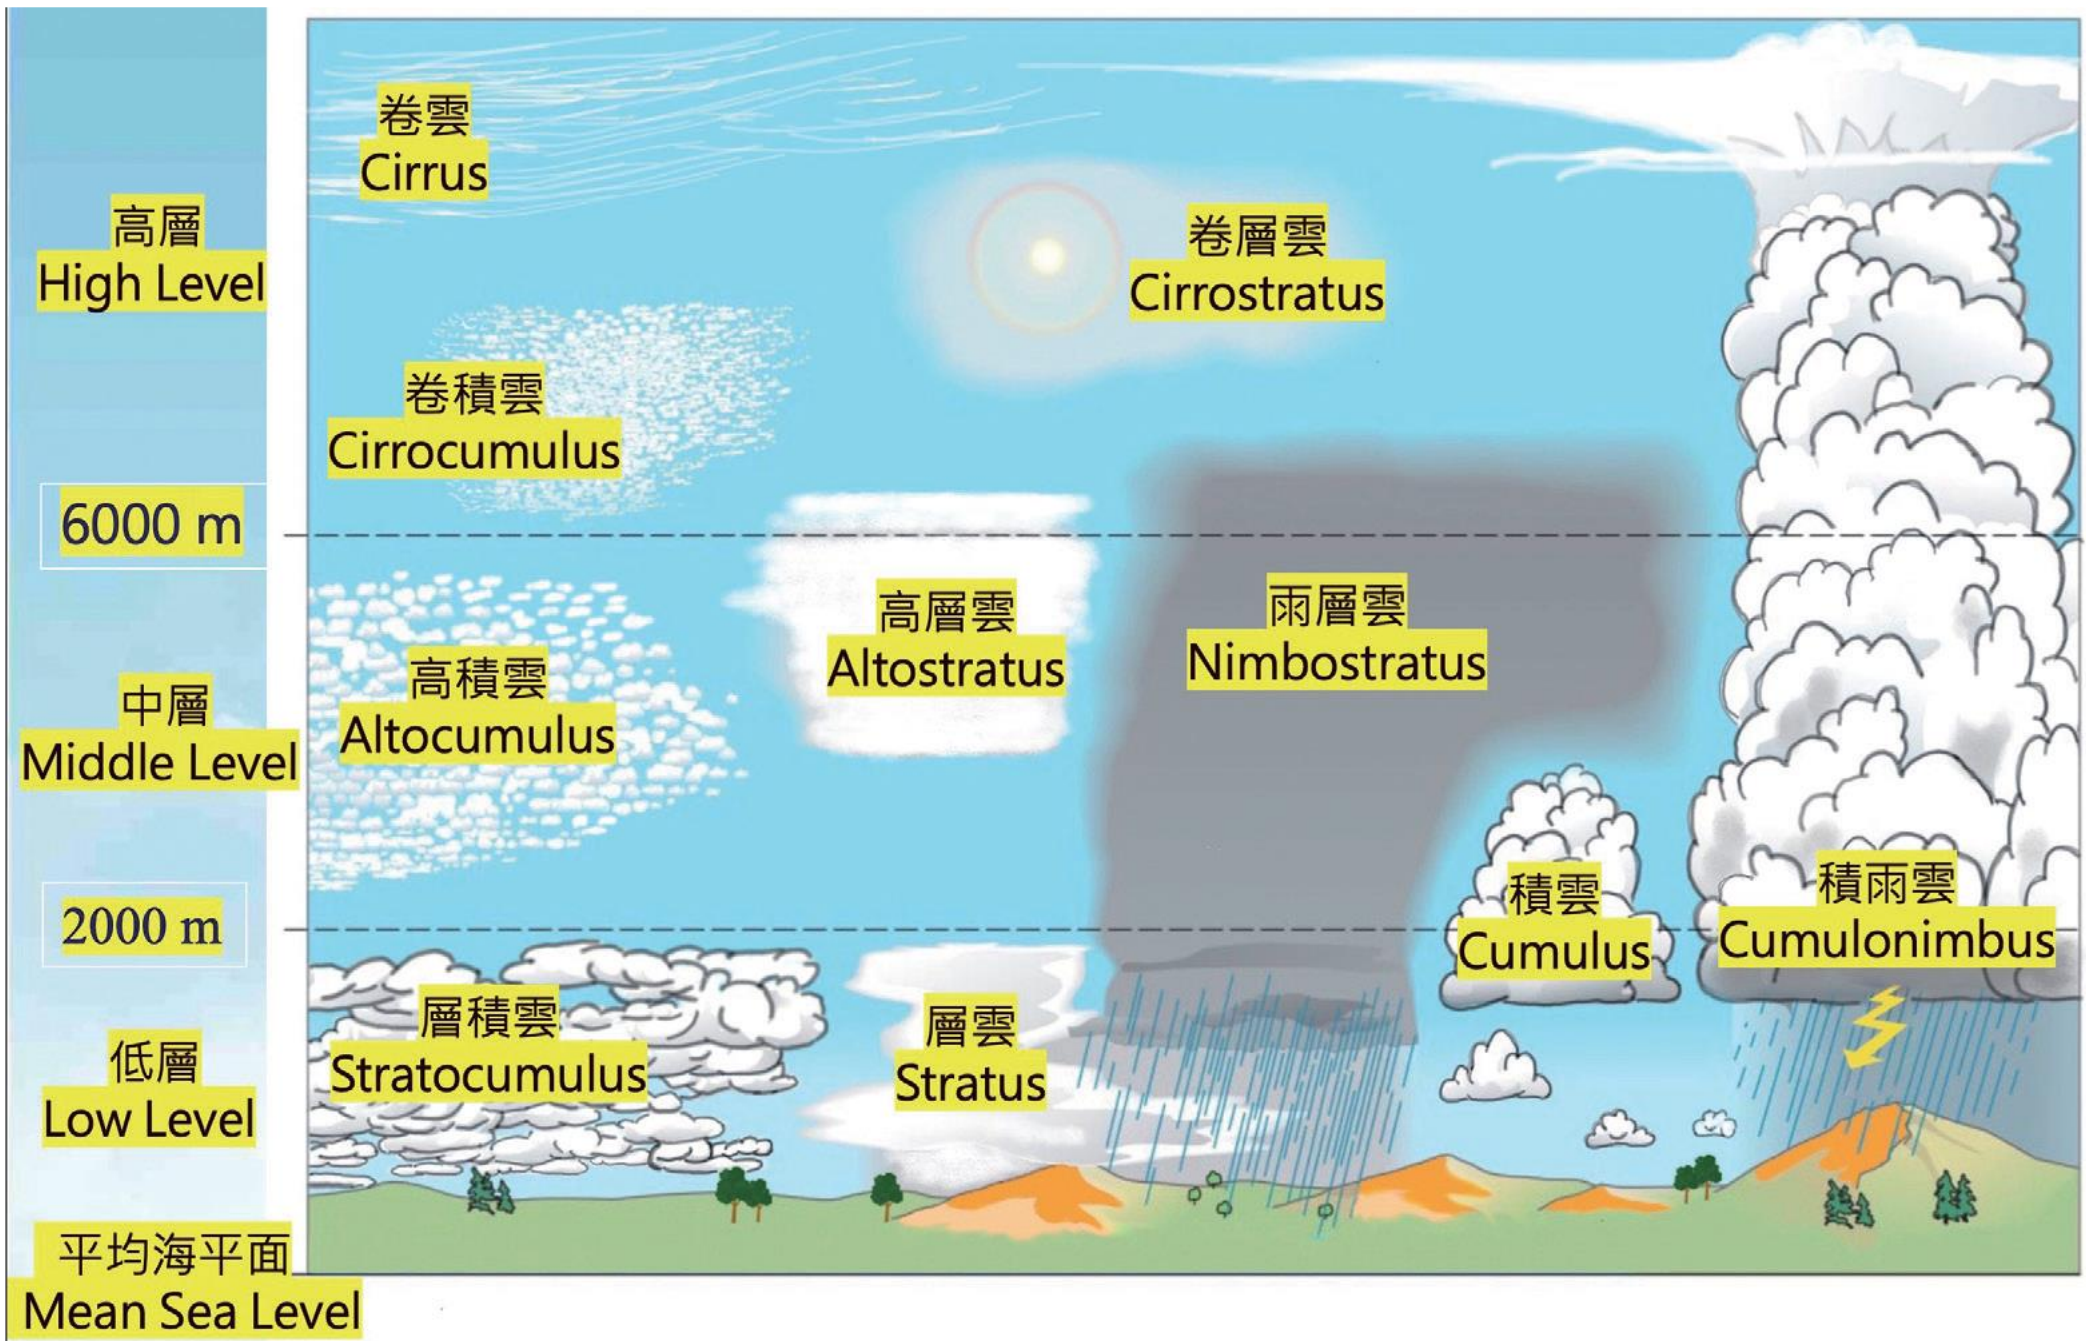 高層
High Level
6000 m
中層
Middle Level
2000 m
低層
Low Level
平均海平面
Mean Sea Level
卷雲
Cirrus
卷層雲
Cirrostratus
卷積雲
Cirrocumulus
高積雲
Altocumulus
高層雲
Altostratus
雨層雲
Nimbostratus
積雲
Cumulus
積雨雲
Cumulonimbus
層積雲
Stratocumulus
層雲
Stratus